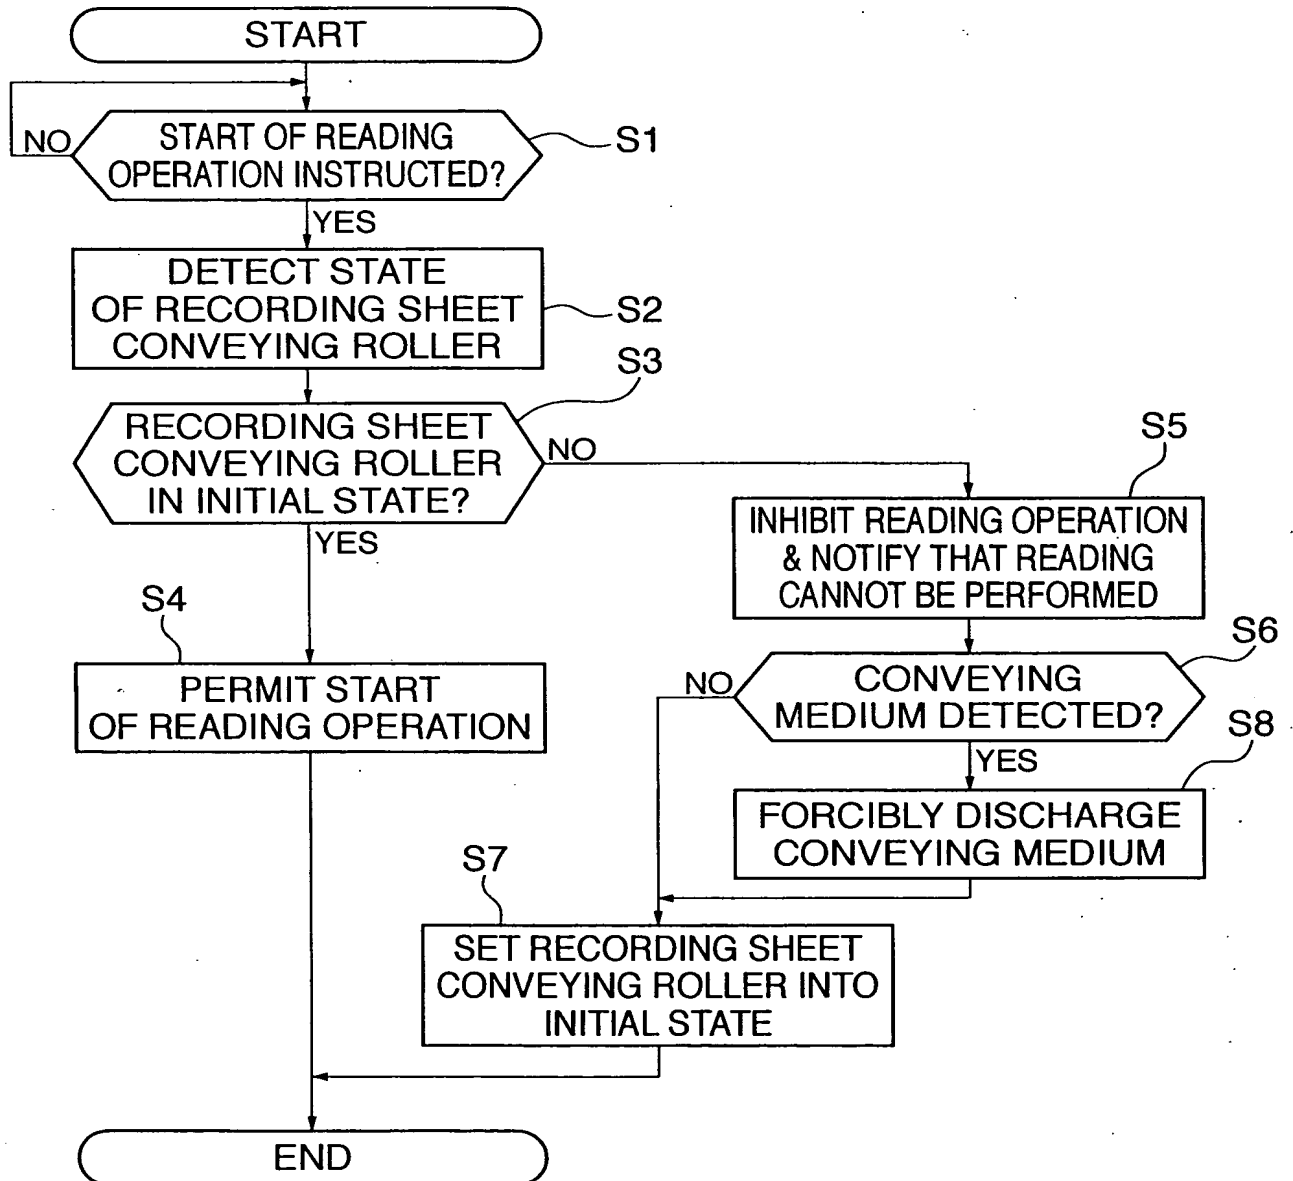 START
NO
START OF READING
OPERATION INSTRUCTED?
S1
YES
DETECT STATE
OF RECORDING SHEET
CONVEYING ROLLER
S2
S3
RECORDING SHEET
CONVEYING ROLLER
IN INITIAL STATE?
NO
YES
S5
INHIBIT READING OPERATION
& NOTIFY THAT READING
CANNOT BE PERFORMED
S4
PERMIT START
OF READING OPERATION
S6
NO
CONVEYING
MEDIUM DETECTED?
YES
S8
FORCIBLY DISCHARGE
CONVEYING MEDIUM
S7
SET RECORDING SHEET
CONVEYING ROLLER INTO
INITIAL STATE
END